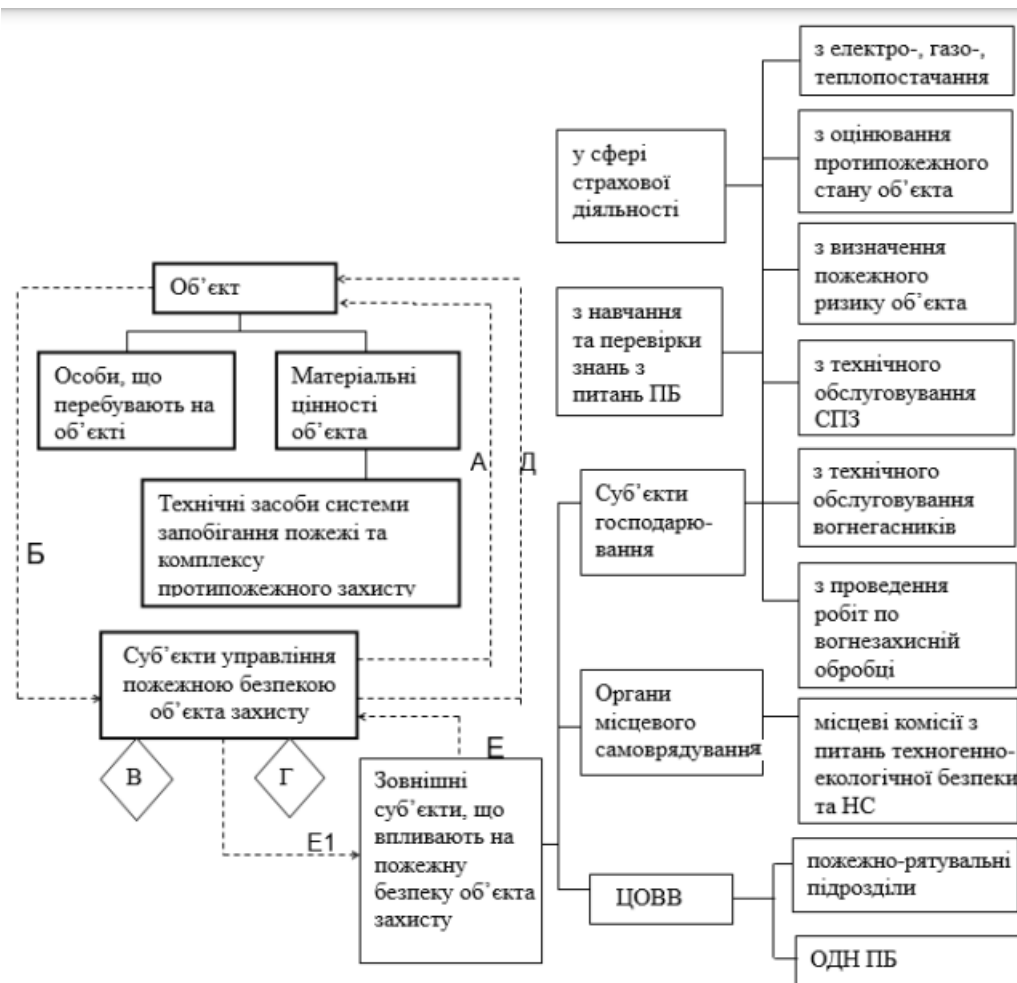 Об’єкт
Особи, що
перебувають на
об’єкті
Матеріальні
цінності
об’єкта
Технічні засоби системи
запобігання пожежі та
комплексу
протипожежного захисту
А
Д
Б
Суб’єкти управління
пожежною безпекою
об’єкта захисту
В
Г
Е
Е1
Зовнішні
суб’єкти, що
впливають на
пожежну
безпеку об’єкта
захисту
у сфері
страхової
діяльності
з навчання
та перевірки
знань з
питань ПБ
Суб’єкти
господарю-
вання
Органи
місцевого
самоврядування
ЦОВВ
з електро-, газо-,
теплопостачання
з оцінювання
протипожежного
стану об’єкта
з визначення
пожежного
ризику об’єкта
з технічного
обслуговування
СПЗ
з технічного
обслуговування
вогнегасників
з проведення
робіт по
вогнезахисній
обробці
місцеві комісії з
питань техногенно-
екологічної безпеки
та НС
пожежно-рятувальні
підрозділи
ОДН ПБ